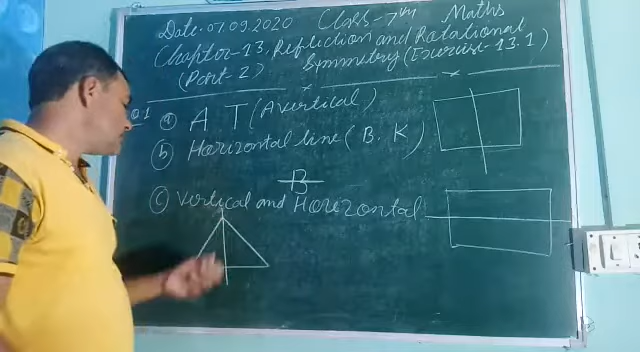 Date. 07.09.2020 Class - 7th Maths
Chapter-13. Reflection and Rotational
(Part 2) Symmetry (Exercise-13.1)
Q.1 (a) A T (A vertical)
(b) Horizontal line (B. K)
B
(c) Vertical and Horizontal